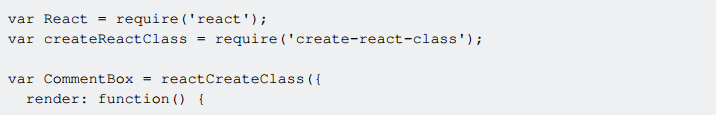 var React = require('react');
var createReactClass = require('create-react-class');
var CommentBox = reactCreateClass({
render: function() {